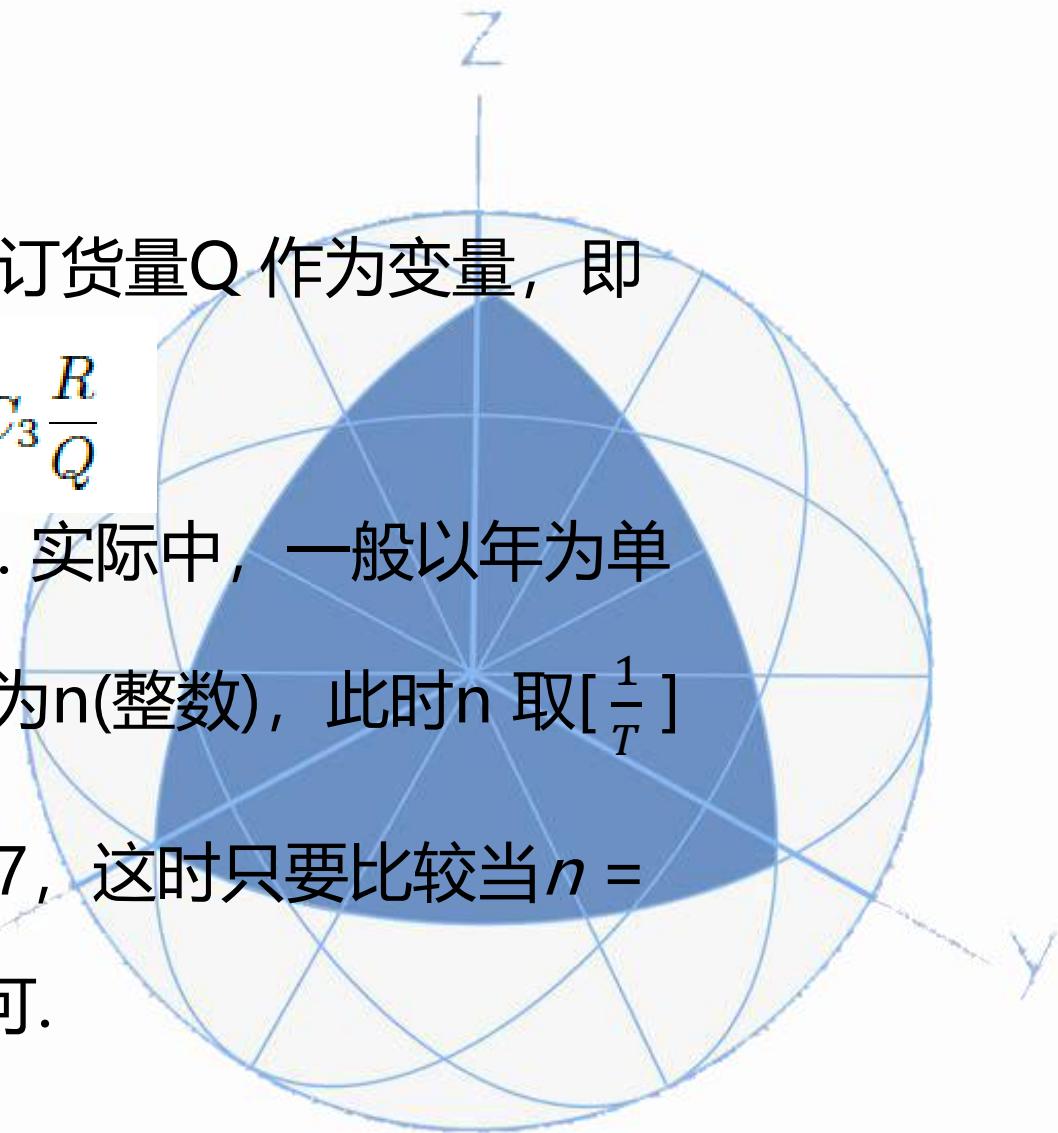 Z
订货量Q 作为变量，即
C₃ R/Q
. 实际中，一般以年为单
为n(整数)，此时n 取[ 1/T ]
7，这时只要比较当n =
可.
Y